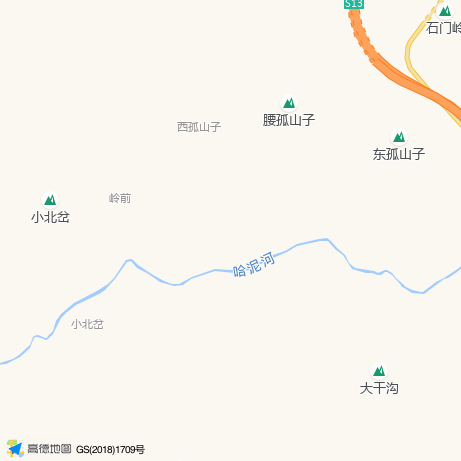 S13
石门岭
腰孤山子
西孤山子
东孤山子
岭前
小北岔
哈泥河
小北岔
大干沟
高德地图 GS(2018)1709号